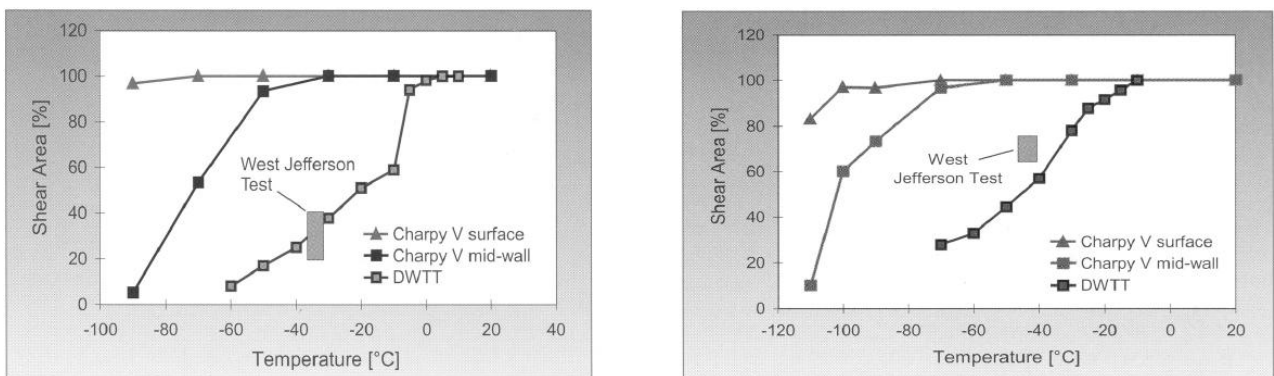 120
100
80
60
40
20
0
Shear Area [%]
West Jefferson
Test
Charpy V surface
Charpy V mid-wall
DWTT
-100
-80
-60
-40
-20
0
20
40
Temperature [°C]
120
100
80
60
40
20
0
Shear Area [%]
West
Jefferson Test
Charpy V surface
Charpy V mid-wall
DWTT
-120
-100
-80
-60
-40
-20
0
20
Temperature [°C]